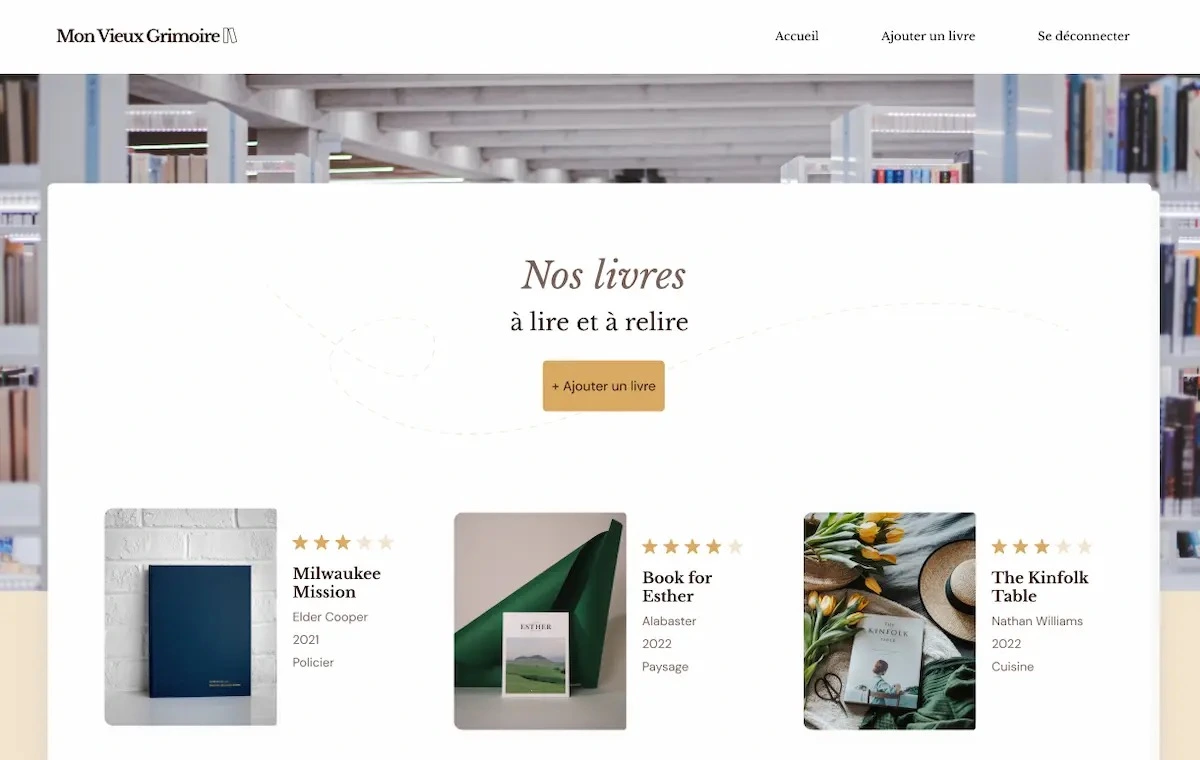 Mon Vieux Grimoire
Accueil
Ajouter un livre
Se déconnecter
Nos livres
à lire et à relire
+ Ajouter un livre
Milwaukee
Mission
Elder Cooper
2021
Policier
ESTHER
Book for
Esther
Alabaster
2022
Paysage
THE
KINFOLK
TABLE
The Kinfolk
Table
Nathan Williams
2022
Cuisine